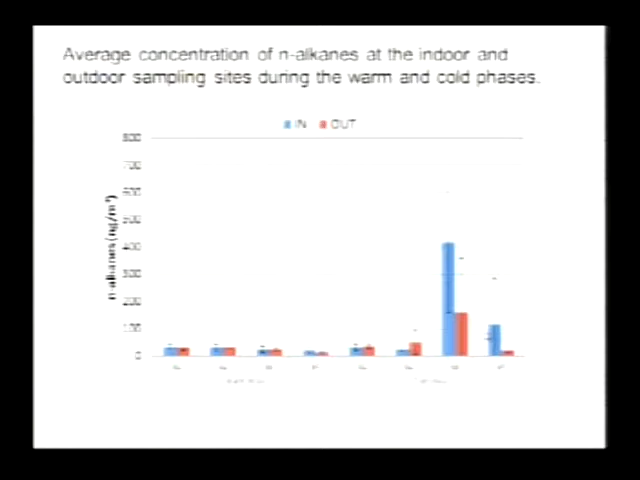 Average concentration of n-alkanes at the indoor and
outdoor sampling sites during the warm and cold phases.
IN OUT
800
700
600
500
400
300
200
100
0
n-alkanes (ng/m³)